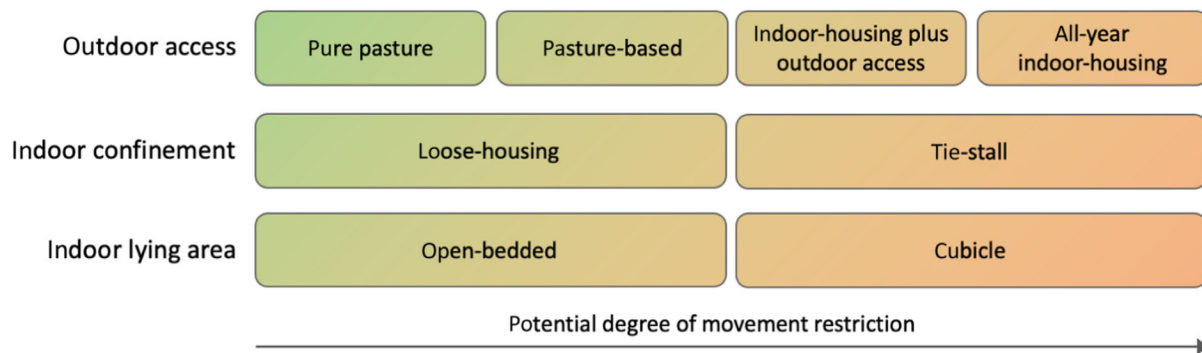 Outdoor access
Pure pasture
Pasture-based
Indoor-housing plus
outdoor access
All-year
indoor-housing
Indoor confinement
Loose-housing
Tie-stall
Indoor lying area
Open-bedded
Cubicle
Potential degree of movement restriction